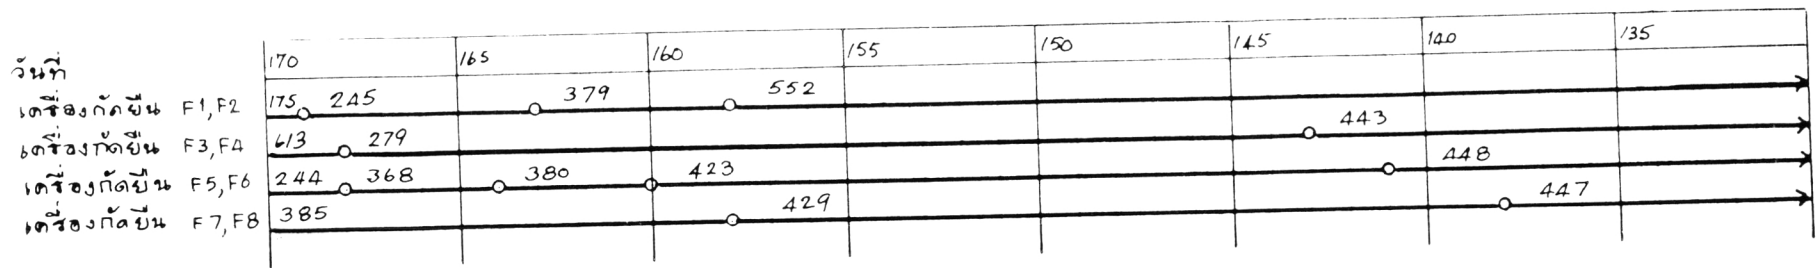 วันที่ 170 165 160 155 150 145 140 135
เครื่องกัดยืน F1,F2 175 245 379 552
เครื่องกัดยืน F3,F4 613 279 443
เครื่องกัดยืน F5,F6 244 368 380 423 448
เครื่องกัดยืน F7,F8 385 429 447